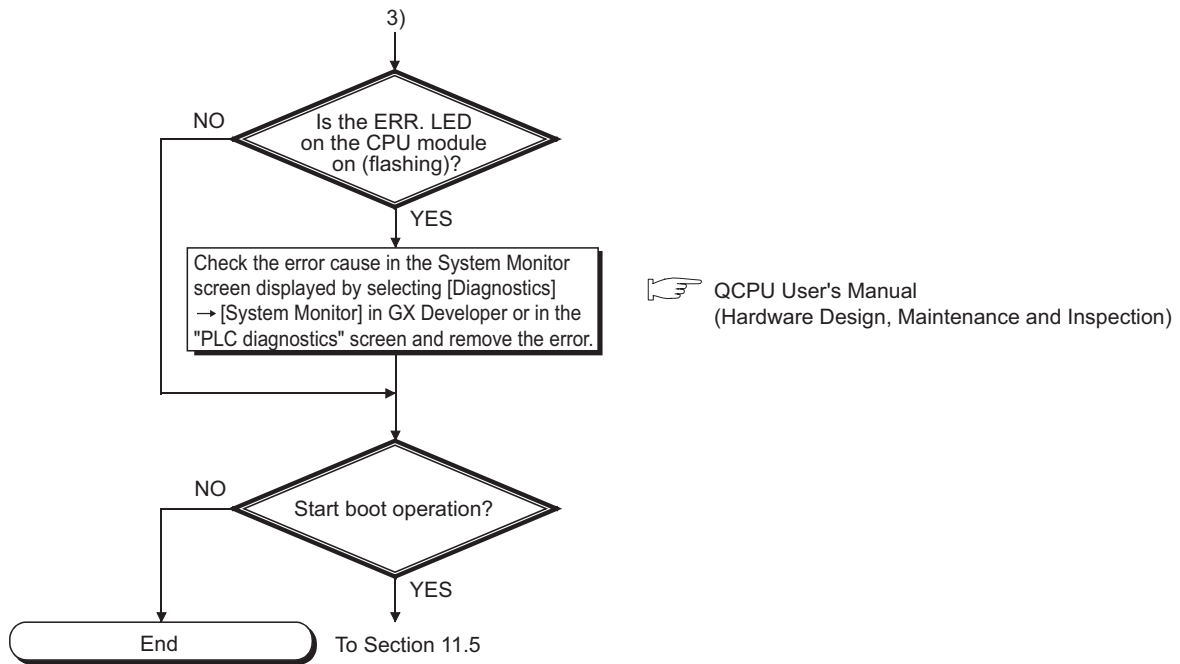 3)
NO
Is the ERR. LED
on the CPU module
on (flashing)?
YES
Check the error cause in the System Monitor
screen displayed by selecting [Diagnostics]
→ [System Monitor] in GX Developer or in the
"PLC diagnostics" screen and remove the error.
QCPU User's Manual
(Hardware Design, Maintenance and Inspection)
NO
Start boot operation?
YES
End
To Section 11.5